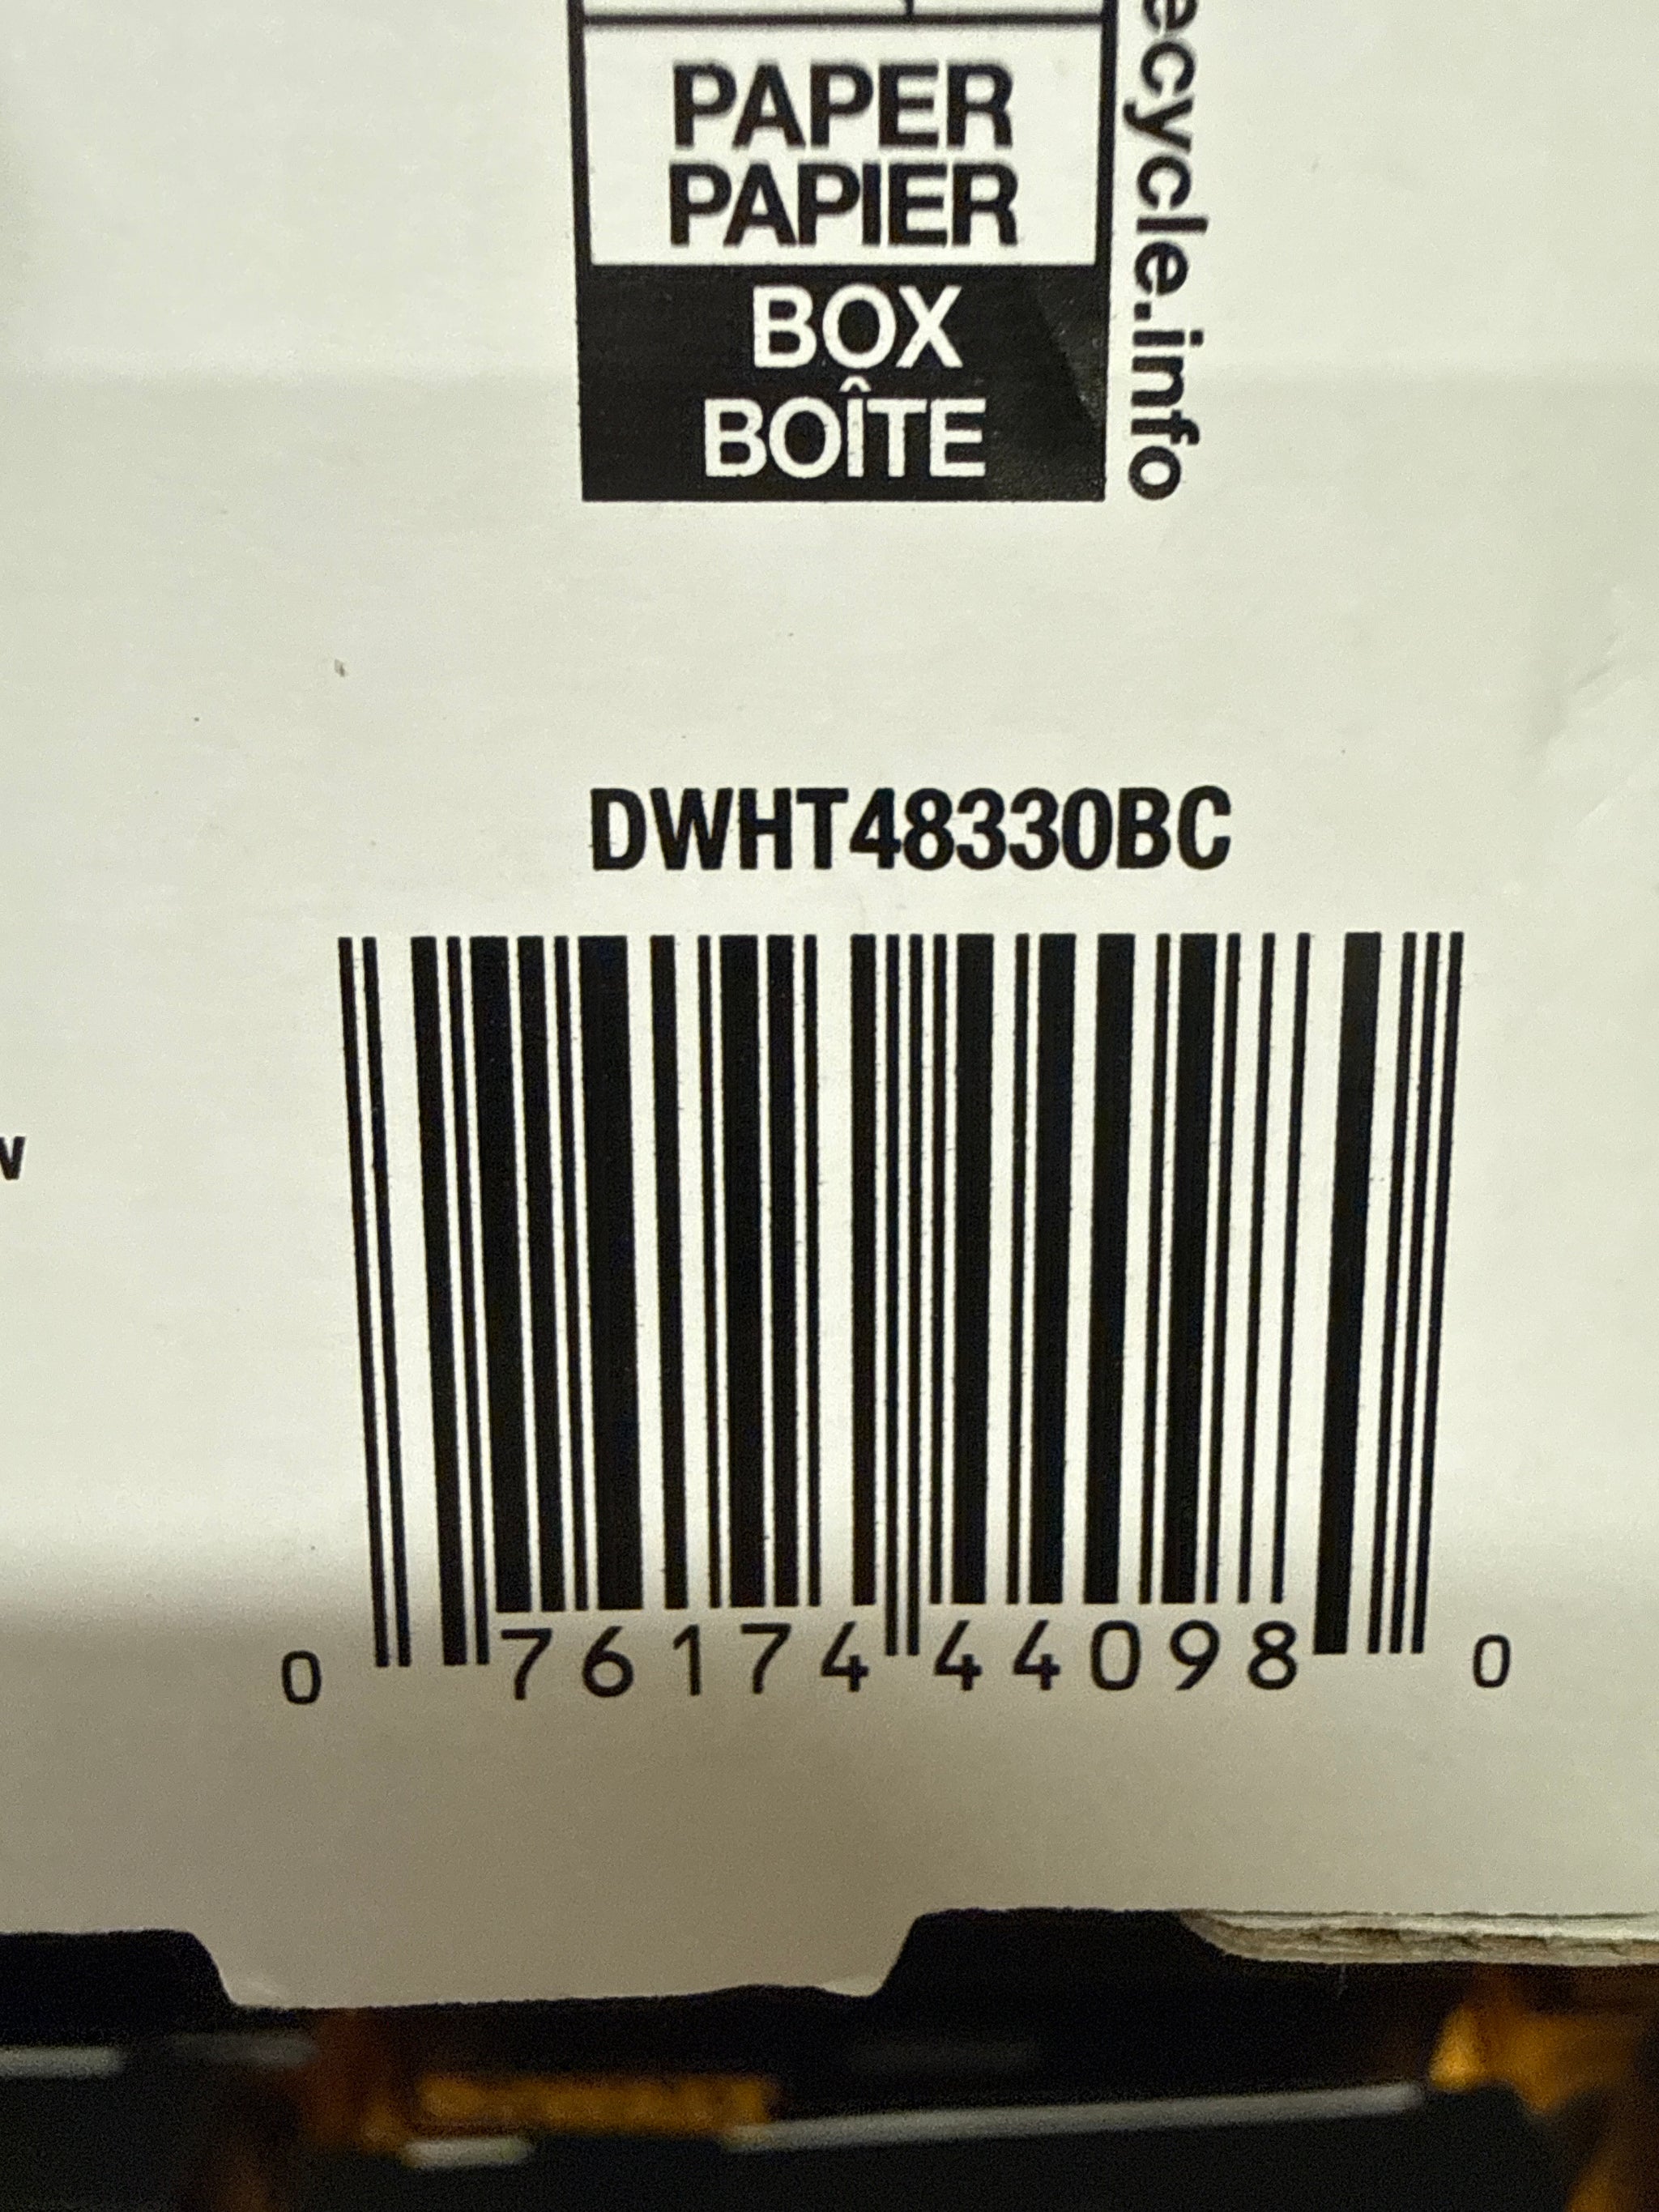 PAPER
PAPIER
BOX
BOÎTE
ecycle.info
DWHT48330BC
0 76174 44098 0